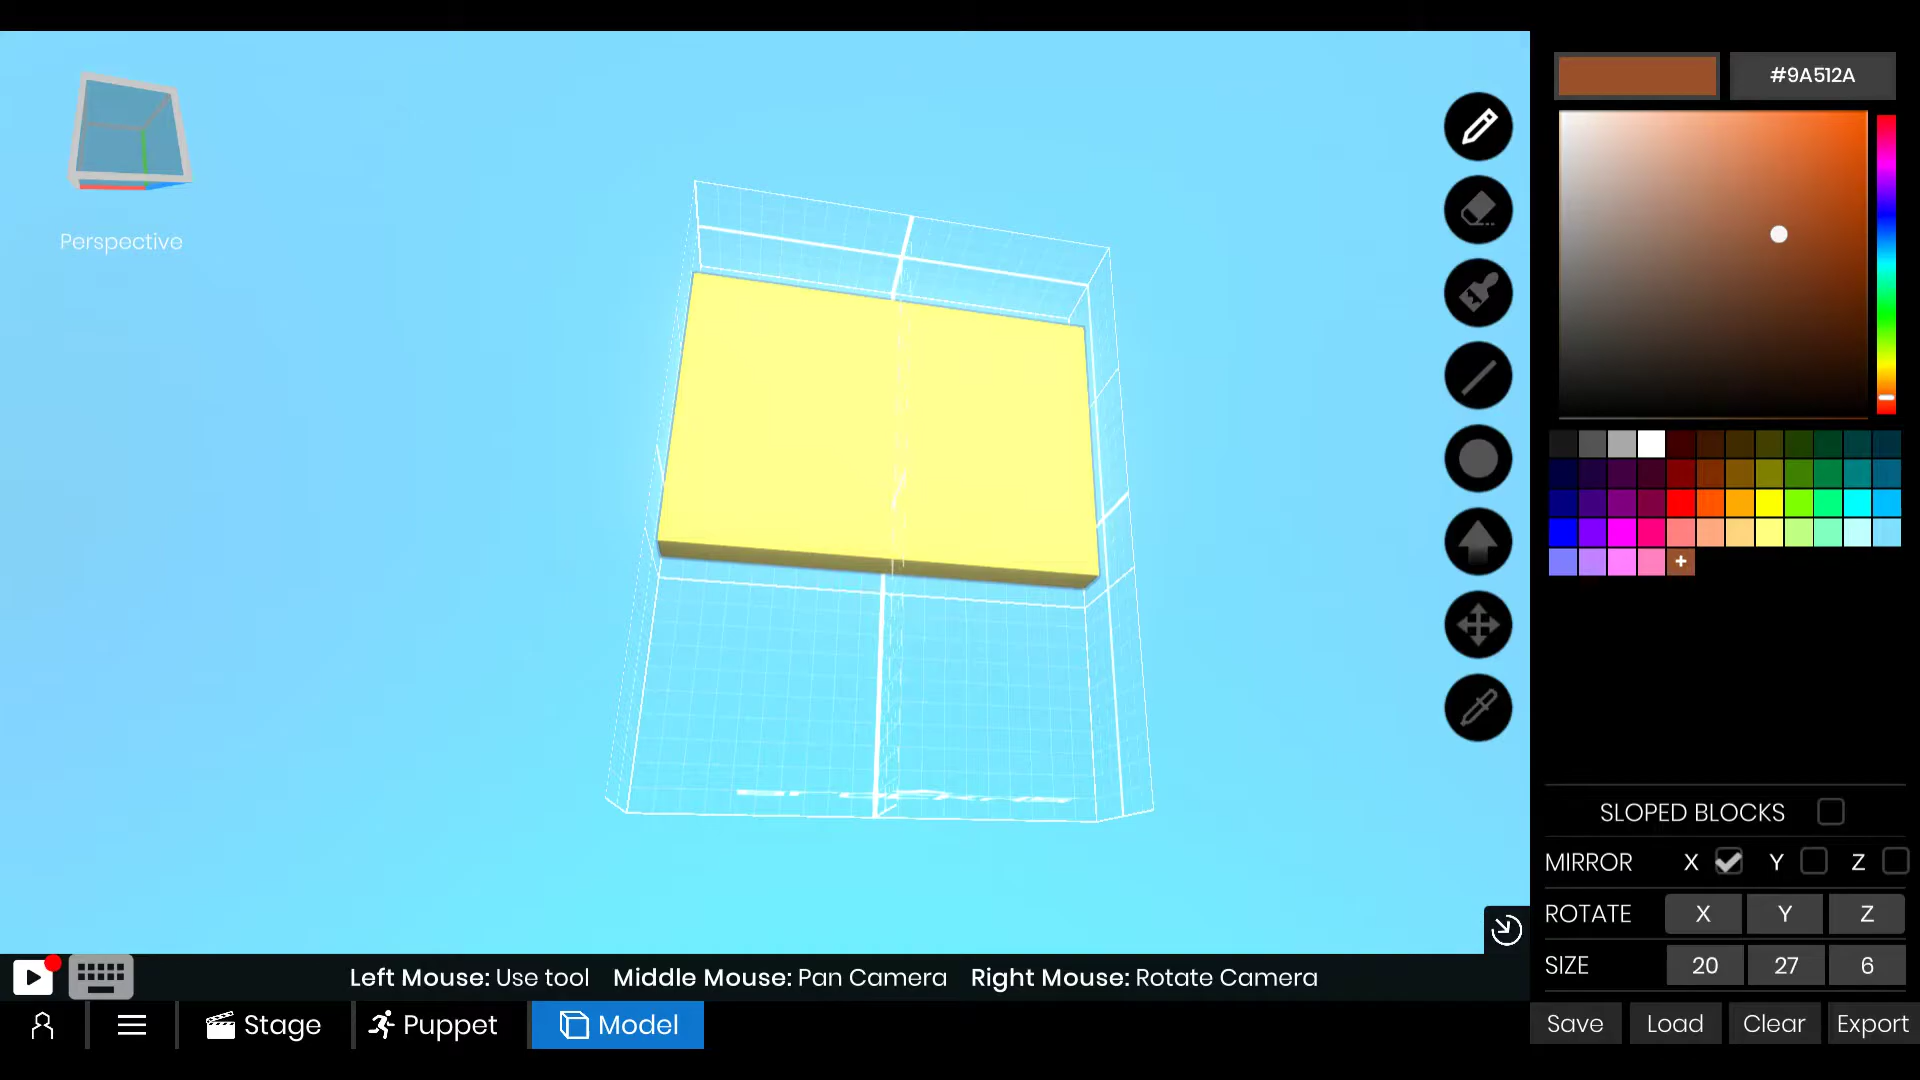 #9A512A
Perspective
SLOPED BLOCKS
MIRROR X Y Z
ROTATE X Y Z
SIZE 20 27 6
Left Mouse: Use tool Middle Mouse: Pan Camera Right Mouse: Rotate Camera
Stage Puppet Model
Save Load Clear Export